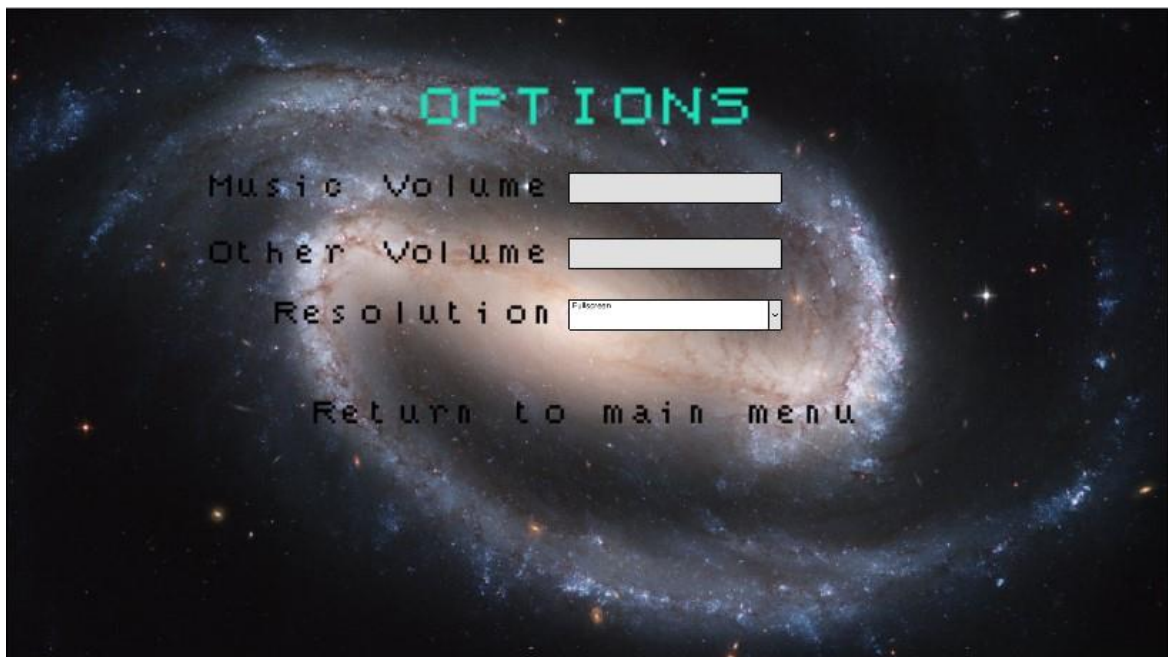 OPTIONS
Music Volume
Other Volume
Resolution Fullscreen
Return to main menu